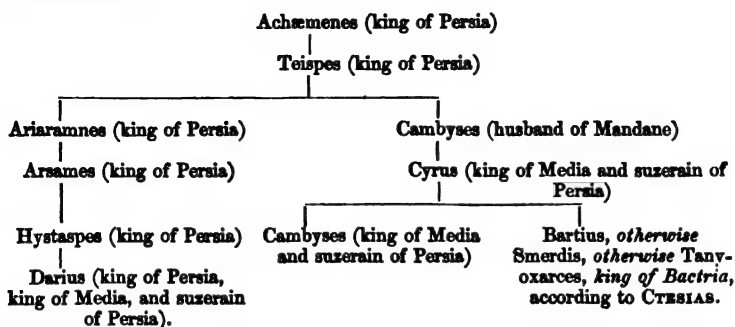 Achæmenes (king of Persia)
Teispes (king of Persia)
Ariaramnes (king of Persia)
Cambyses (husband of Mandane)
Arsames (king of Persia)
Cyrus (king of Media and suzerain of
Persia)
Hystaspes (king of Persia)
Cambyses (king of Media
and suzerain of Persia)
Bartius, otherwise
Smerdis, otherwise Tany-
oxarces, king of Bactria,
according to CTESIAS.
Darius (king of Persia,
king of Media, and suzerain
of Persia).